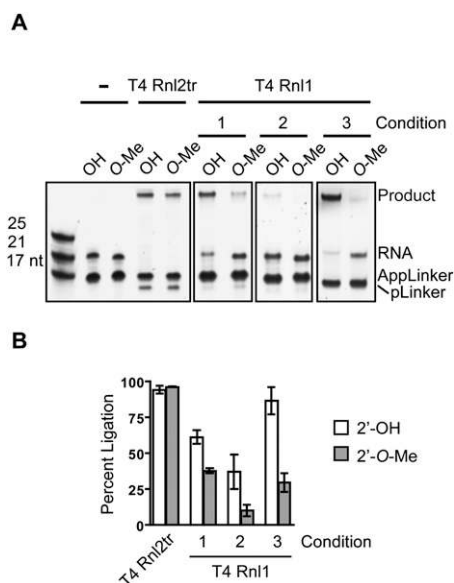 A
- T4 Rnl2tr T4 Rnl1
1 2 3 Condition
OH O-Me OH O-Me OH O-Me OH O-Me OH O-Me
Product
25
21
17 nt
RNA
AppLinker
pLinker
B
100
75
50
25
0
Percent Ligation
2'-OH
2'-O-Me
T4 Rnl2tr 1 2 3 Condition
T4 Rnl1